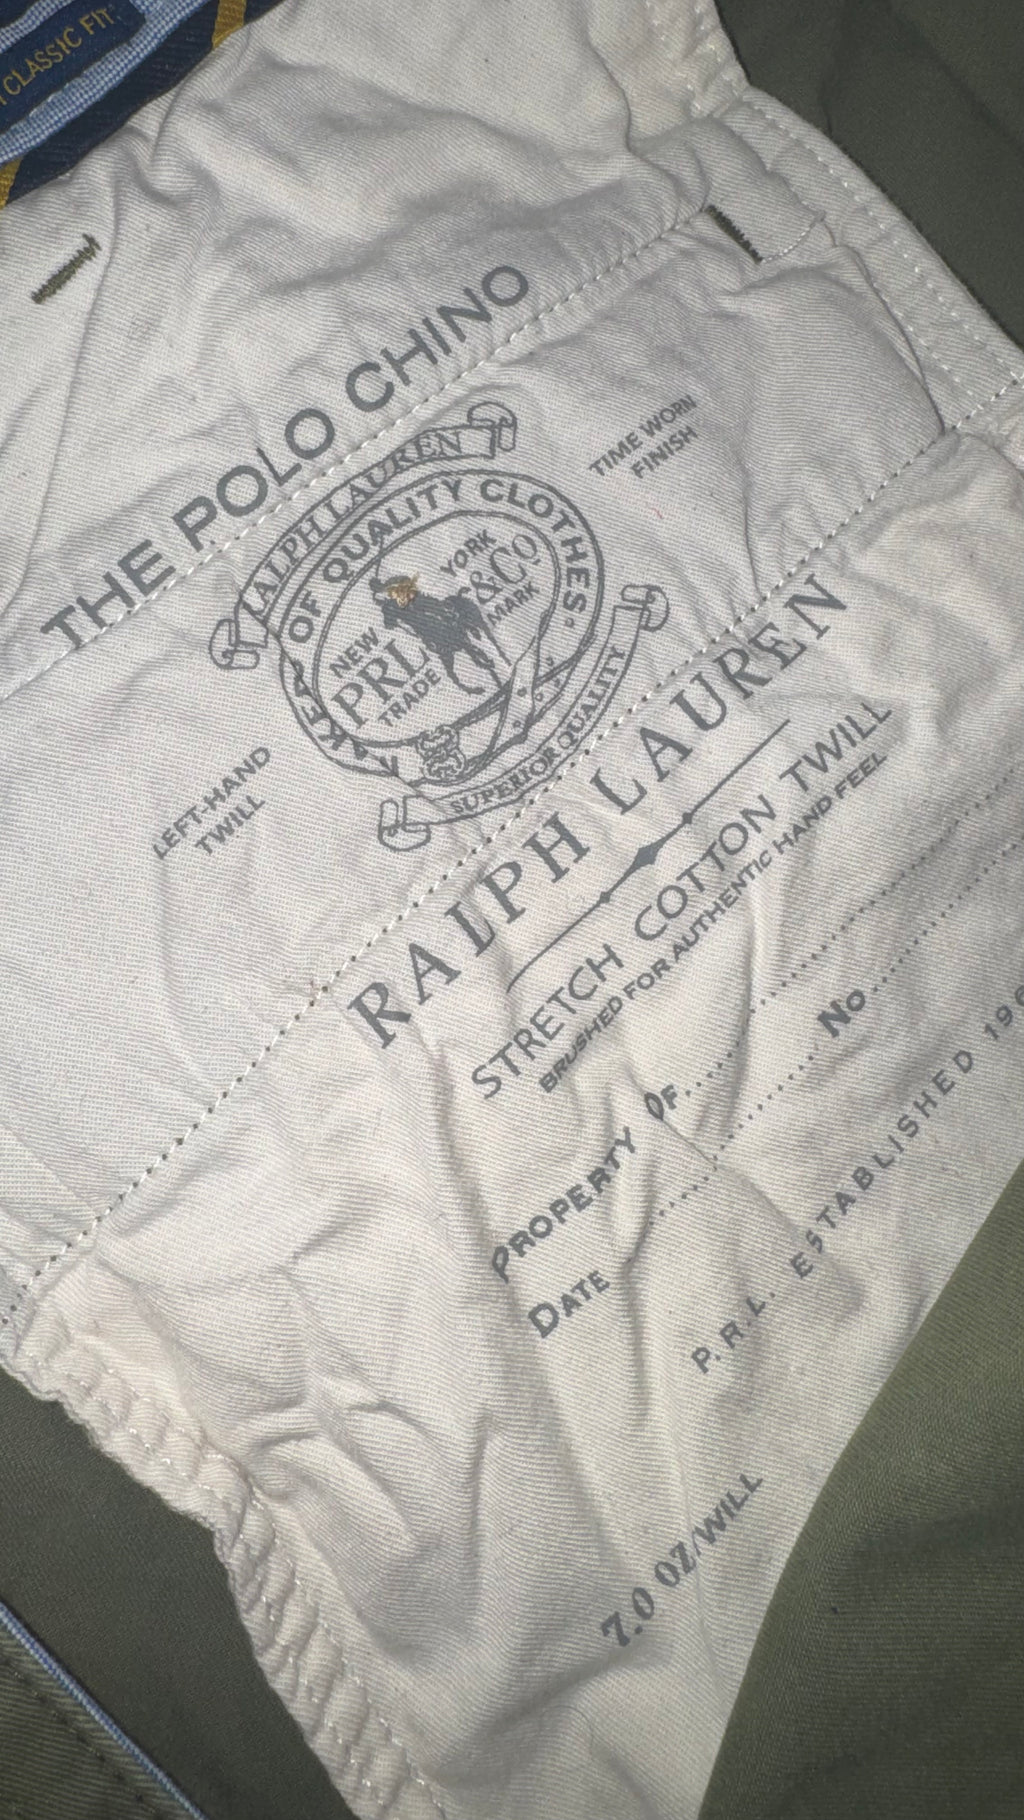 CLASSIC FIT
THE POLO CHINO
TIME WORN
FINISH
RALPH LAUREN
OF QUALITY CLOTHES
NEW YORK
PRL &Co
TRADE MARK
SUPERIOR QUALITY
LEFT-HAND
TWILL
RALPH LAUREN
STRETCH COTTON TWILL
BRUSHED FOR AUTHENTIC HAND FEEL
PROPERTY OF
DATE No
P.R.L. ESTABLISHED
7.0 OZ/WILL